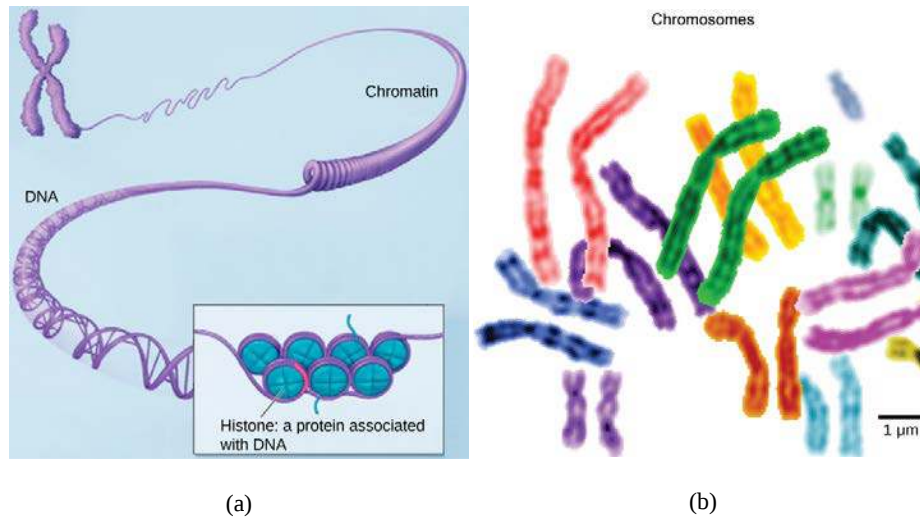 Chromosomes
Chromatin
DNA
Histone: a protein associated
with DNA
1 µm
(a)
(b)